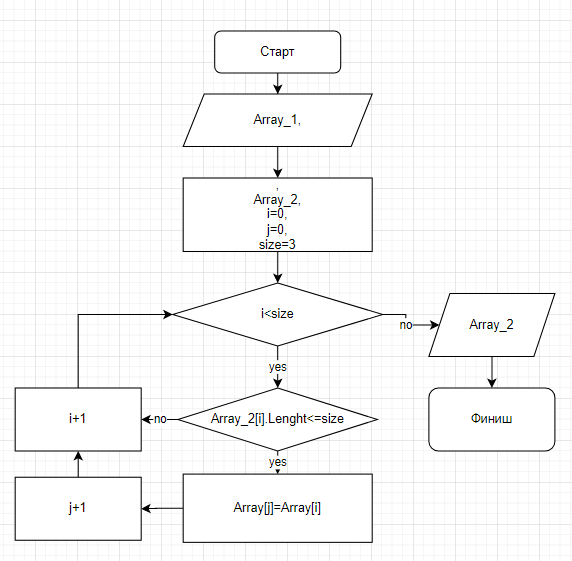 Старт
Array_1,
,
Array_2,
i=0,
j=0,
size=3
i<size
no
Array_2
yes
i+1
no
Array_2[i].Lenght<=size
Финиш
yes
j+1
Array[j]=Array[i]